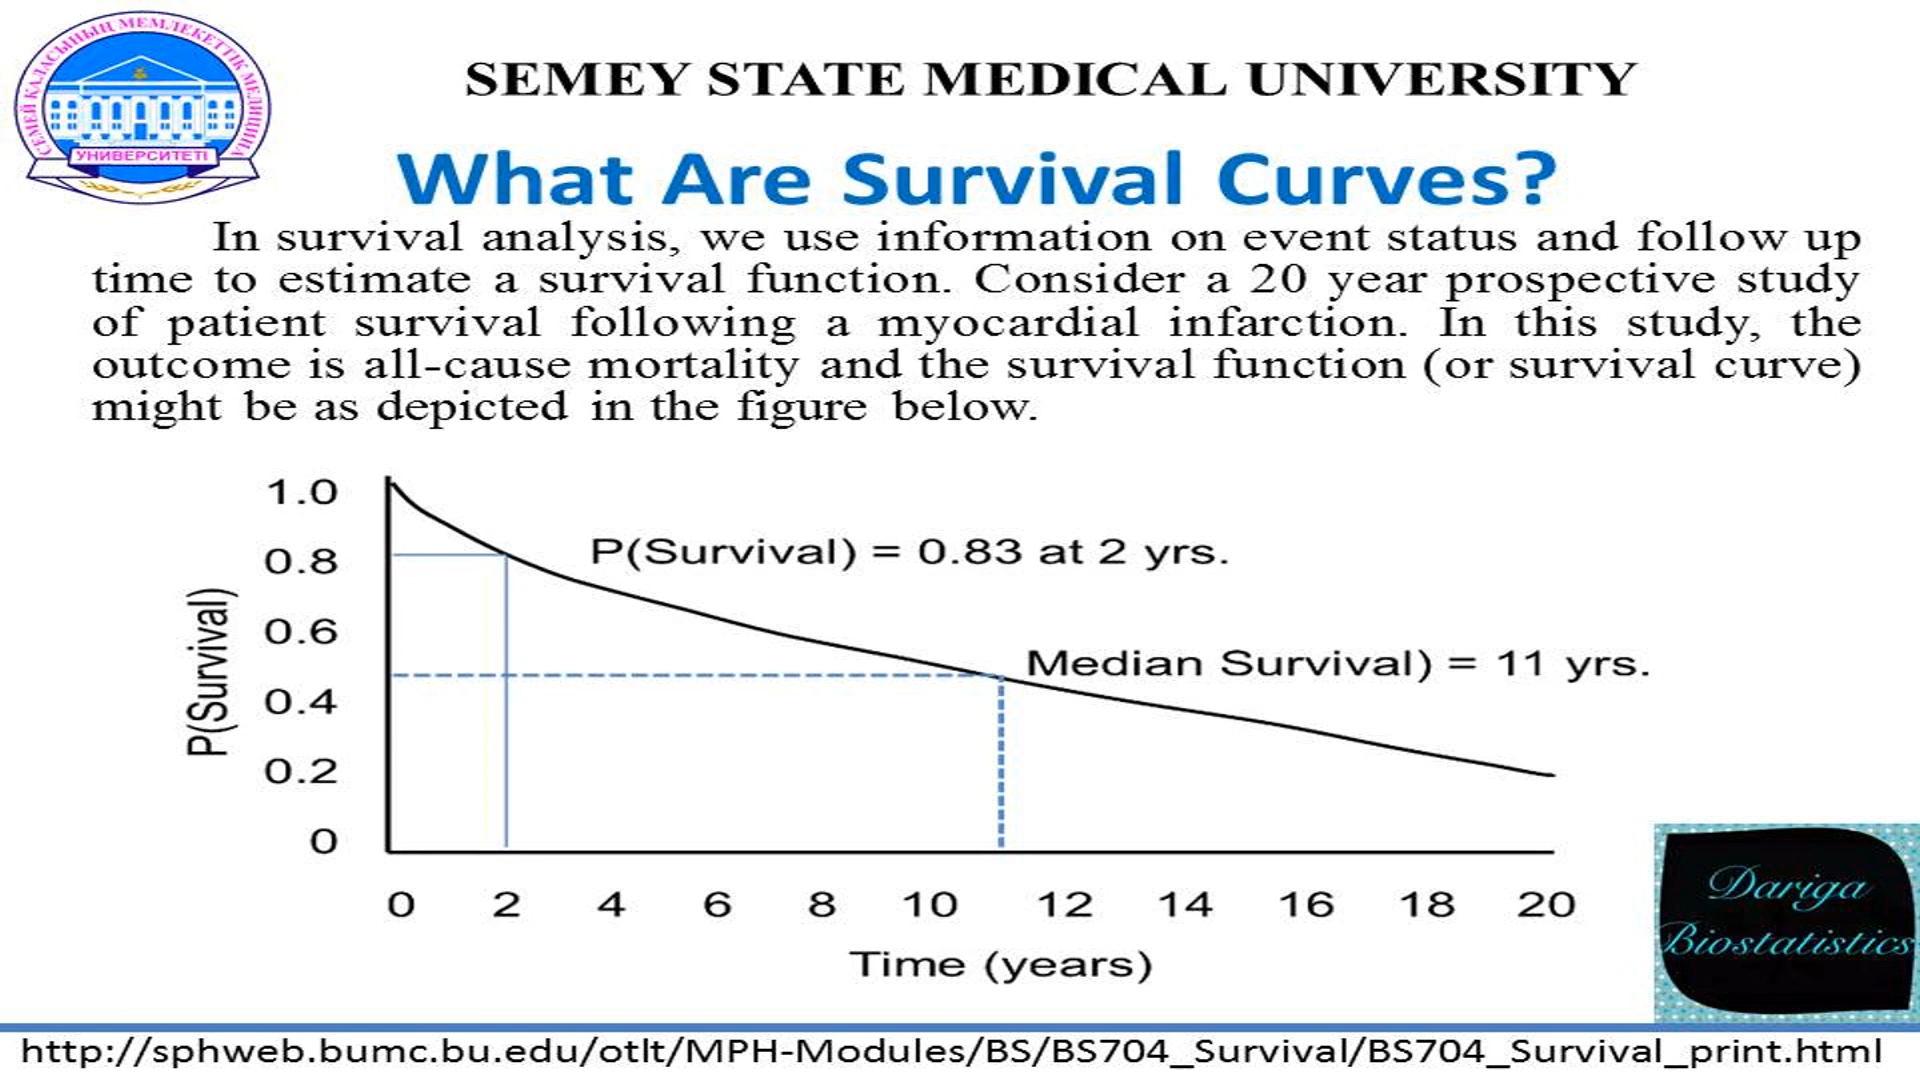 СЕМЕЙ ҚАЛАСЫНЫҢ МЕМЛЕКЕТТІК МЕДИЦИНА
УНИВЕРСИТЕТІ
SEMEY STATE MEDICAL UNIVERSITY
What Are Survival Curves?
In survival analysis, we use information on event status and follow up
time to estimate a survival function. Consider a 20 year prospective study
of patient survival following a myocardial infarction. In this study, the
outcome is all-cause mortality and the survival function (or survival curve)
might be as depicted in the figure below.
P(Survival)
1.0
0.8
0.6
0.4
0.2
0
P(Survival) = 0.83 at 2 yrs.
Median Survival) = 11 yrs.
0 2 4 6 8 10 12 14 16 18 20
Time (years)
Dariga
Biostatistics
http://sphweb.bumc.bu.edu/otlt/MPH-Modules/BS/BS704_Survival/BS704_Survival_print.html